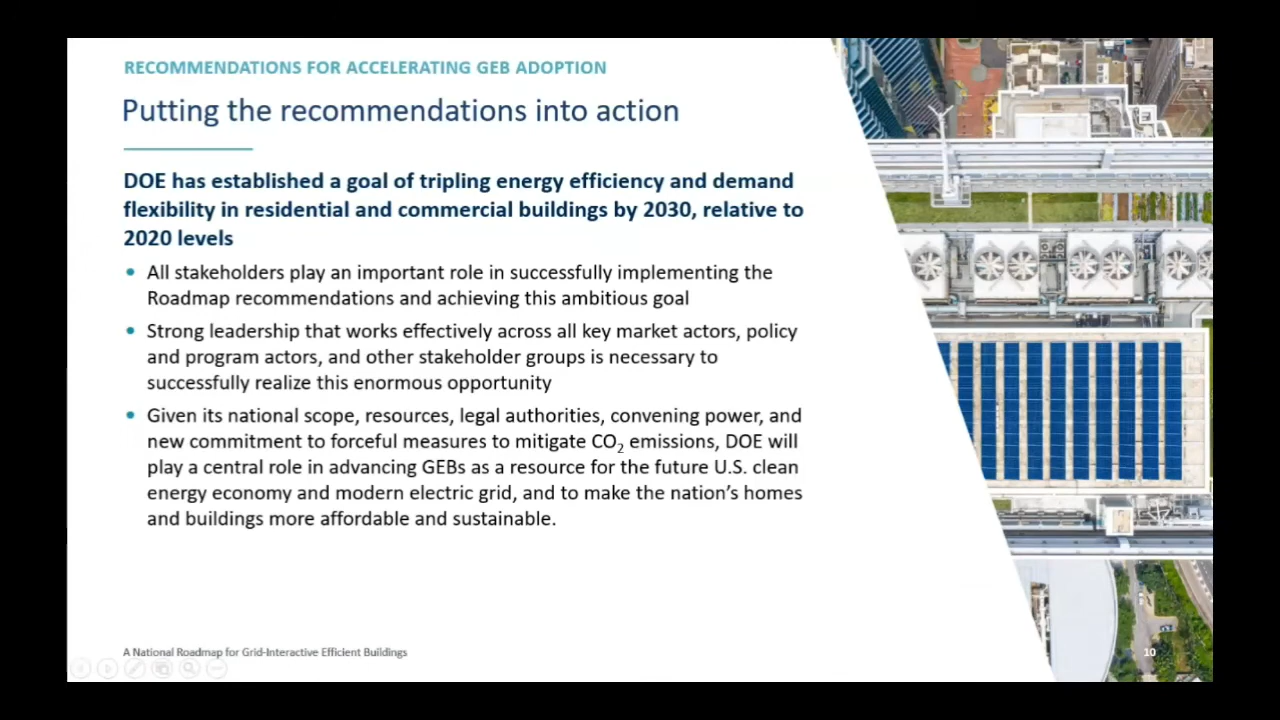 RECOMMENDATIONS FOR ACCELERATING GEB ADOPTION
Putting the recommendations into action
DOE has established a goal of tripling energy efficiency and demand
flexibility in residential and commercial buildings by 2030, relative to
2020 levels
• All stakeholders play an important role in successfully implementing the
Roadmap recommendations and achieving this ambitious goal
• Strong leadership that works effectively across all key market actors, policy
and program actors, and other stakeholder groups is necessary to
successfully realize this enormous opportunity
• Given its national scope, resources, legal authorities, convening power, and
new commitment to forceful measures to mitigate CO₂ emissions, DOE will
play a central role in advancing GEBs as a resource for the future U.S. clean
energy economy and modern electric grid, and to make the nation’s homes
and buildings more affordable and sustainable.
A National Roadmap for Grid-Interactive Efficient Buildings
10